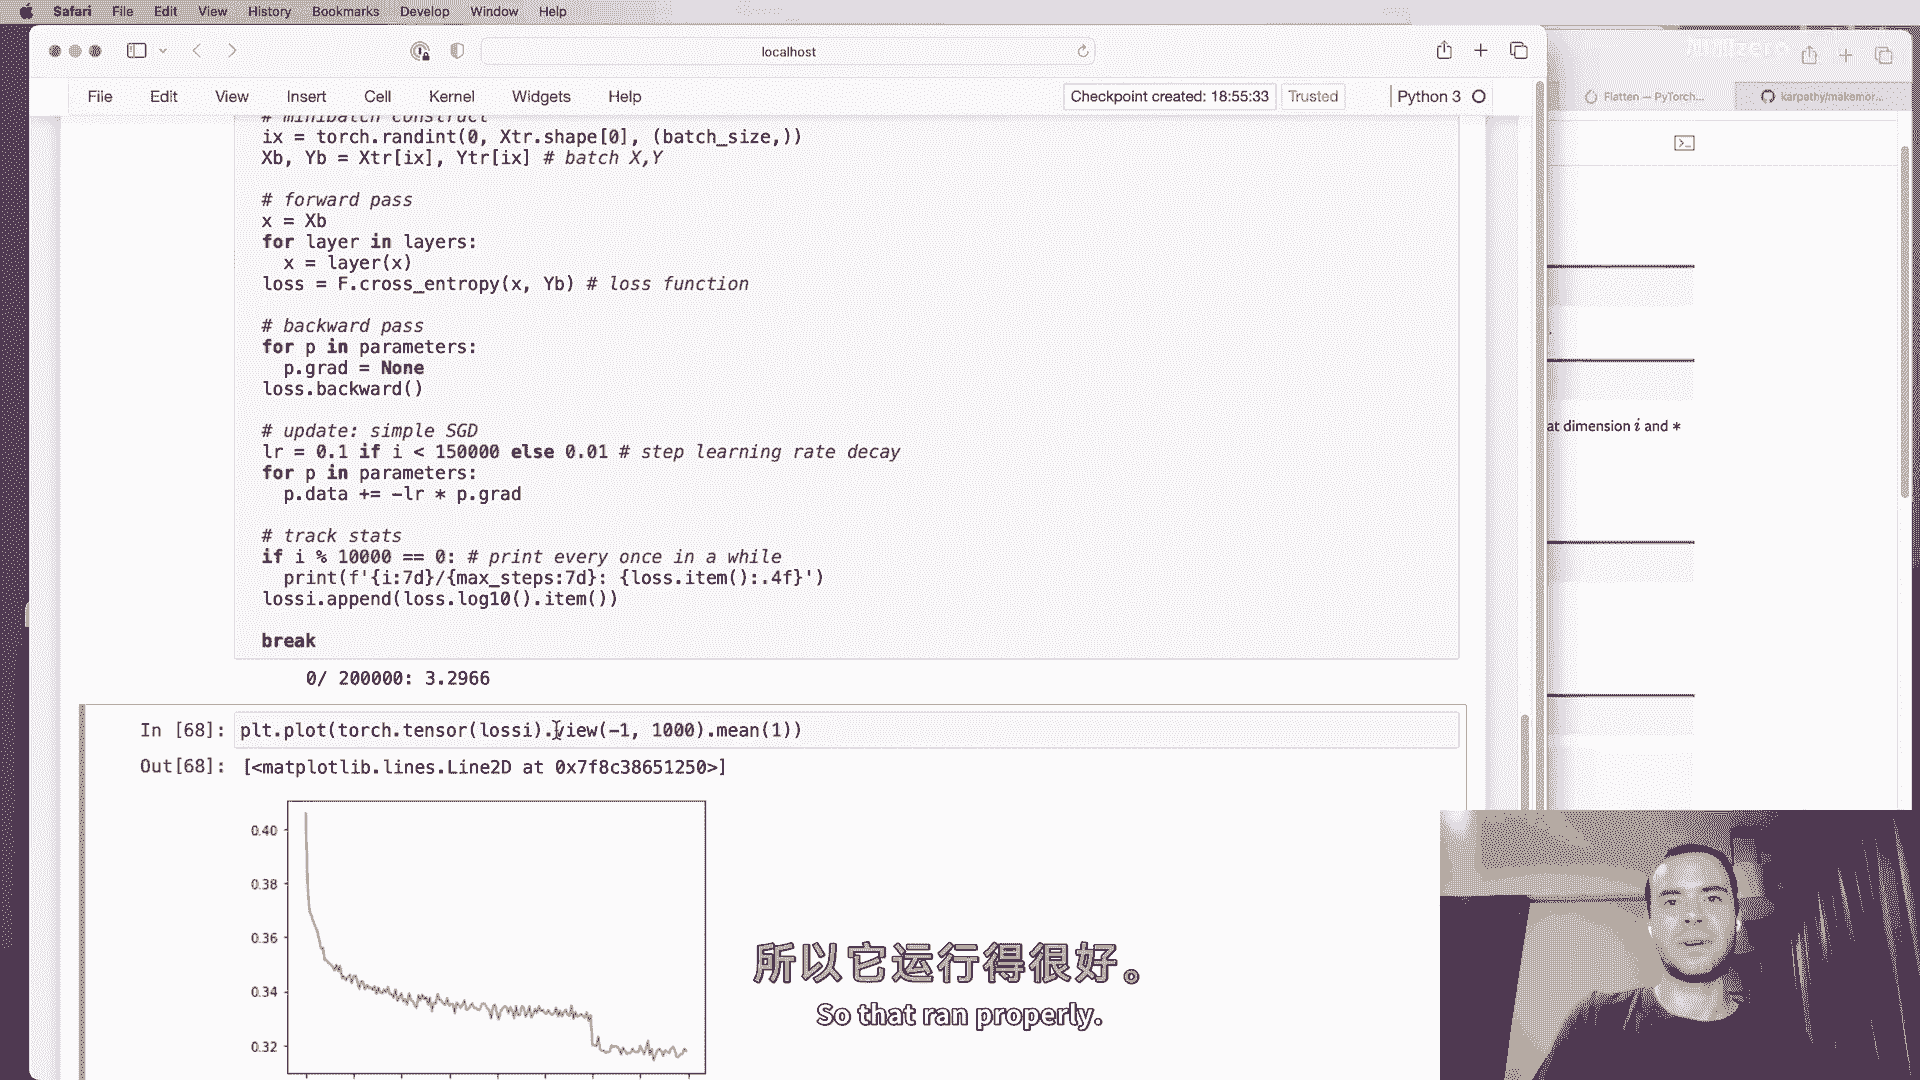 Safari File Edit View History Bookmarks Develop Window Help
localhost
File Edit View Insert Cell Kernel Widgets Help
Checkpoint created: 18:55:33 Trusted Python 3
Flatten — PyTorch...
karpathy/makemor...
# minibatch construct
ix = torch.randint(0, Xtr.shape[0], (batch_size,))
Xb, Yb = Xtr[ix], Ytr[ix] # batch X,Y
# forward pass
x = Xb
for layer in layers:
x = layer(x)
loss = F.cross_entropy(x, Yb) # loss function
# backward pass
for p in parameters:
p.grad = None
loss.backward()
at dimension i and *
# update: simple SGD
lr = 0.1 if i < 150000 else 0.01 # step learning rate decay
for p in parameters:
p.data += -lr * p.grad
# track stats
if i % 10000 == 0: # print every once in a while
print(f'{i:7d}/{max_steps:7d}: {loss.item():.4f}')
lossi.append(loss.log10().item())
break
0/ 200000: 3.2966
In [68]: plt.plot(torch.tensor(lossi).view(-1, 1000).mean(1))
Out[68]: [<matplotlib.lines.Line2D at 0x7f8c38651250>]
0.40
0.38
0.36
0.34
0.32
所以它运行得很好。
So that ran properly.